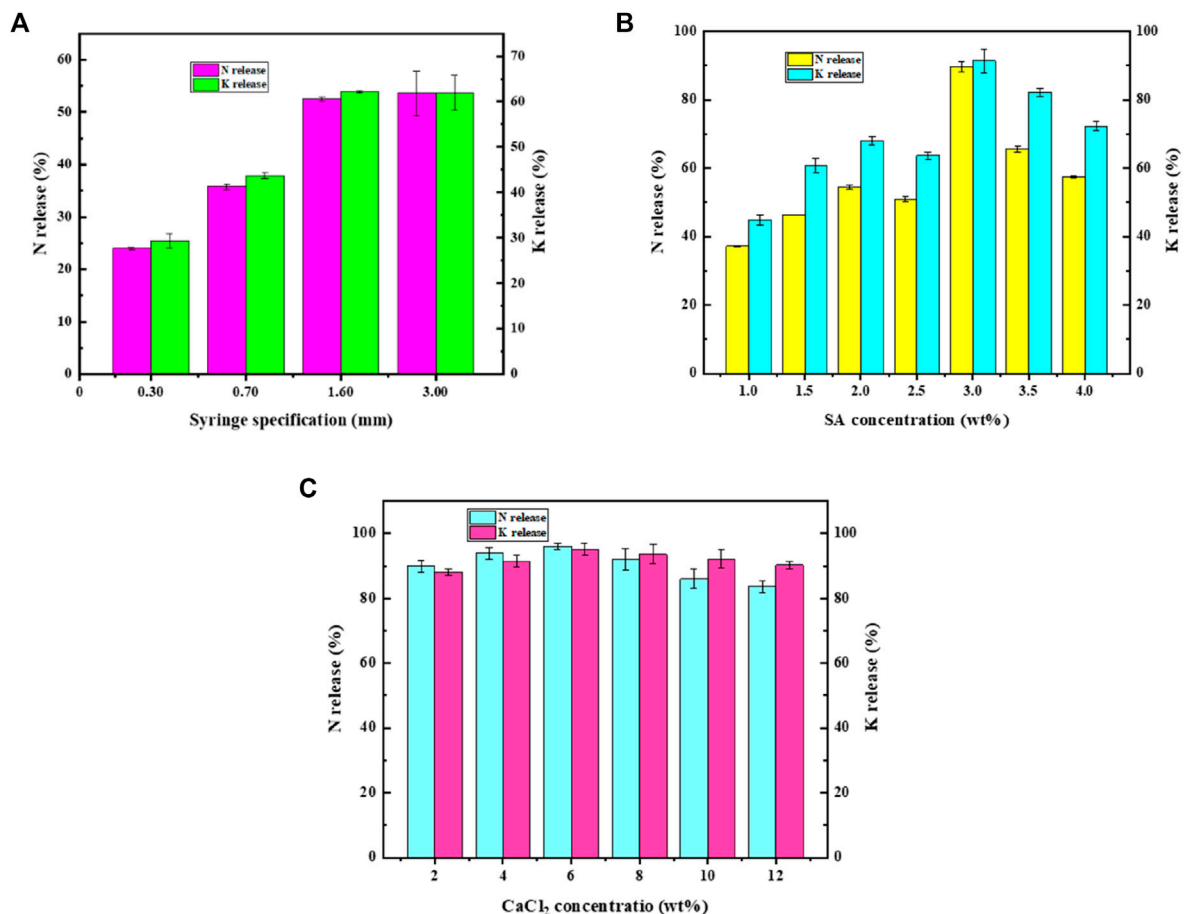 A
N release
K release
N release (%)
K release (%)
60
50
40
30
20
10
0
70
60
50
40
30
20
10
0
0 0.30 0.70 1.60 3.00
Syringe specification (mm)
B
N release
K release
N release (%)
K release (%)
100
80
60
40
20
0
100
80
60
40
20
0
1.0 1.5 2.0 2.5 3.0 3.5 4.0
SA concentration (wt%)
C
N release
K release
N release (%)
K release (%)
100
80
60
40
20
0
100
80
60
40
20
0
2 4 6 8 10 12
CaCl₂ concentratio (wt%)